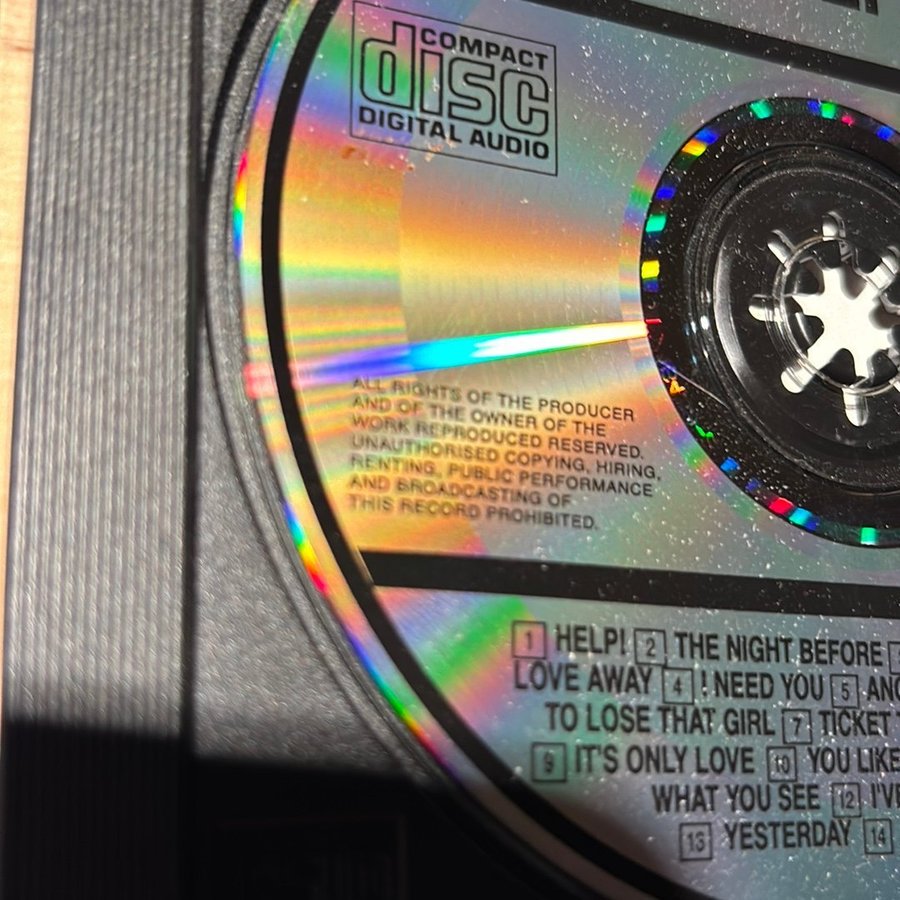 COMPACT
disc
DIGITAL AUDIO
ALL RIGHTS OF THE PRODUCER
AND OF THE OWNER OF THE
WORK REPRODUCED RESERVED.
UNAUTHORISED COPYING, HIRING,
RENTING, PUBLIC PERFORMANCE
AND BROADCASTING OF
THIS RECORD PROHIBITED.
1 HELP! 2 THE NIGHT BEFORE
LOVE AWAY 4 I NEED YOU 5
TO LOSE THAT GIRL 7 TICKET
9 IT'S ONLY LOVE 10 YOU LIKE
WHAT YOU SEE 12 I'VE
13 YESTERDAY 14